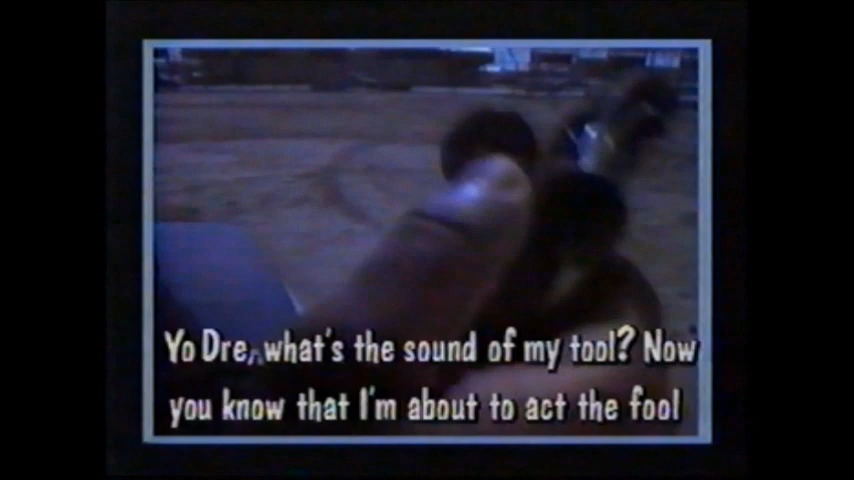 Yo Dre, what's the sound of my tool? Now
you know that I'm about to act the fool